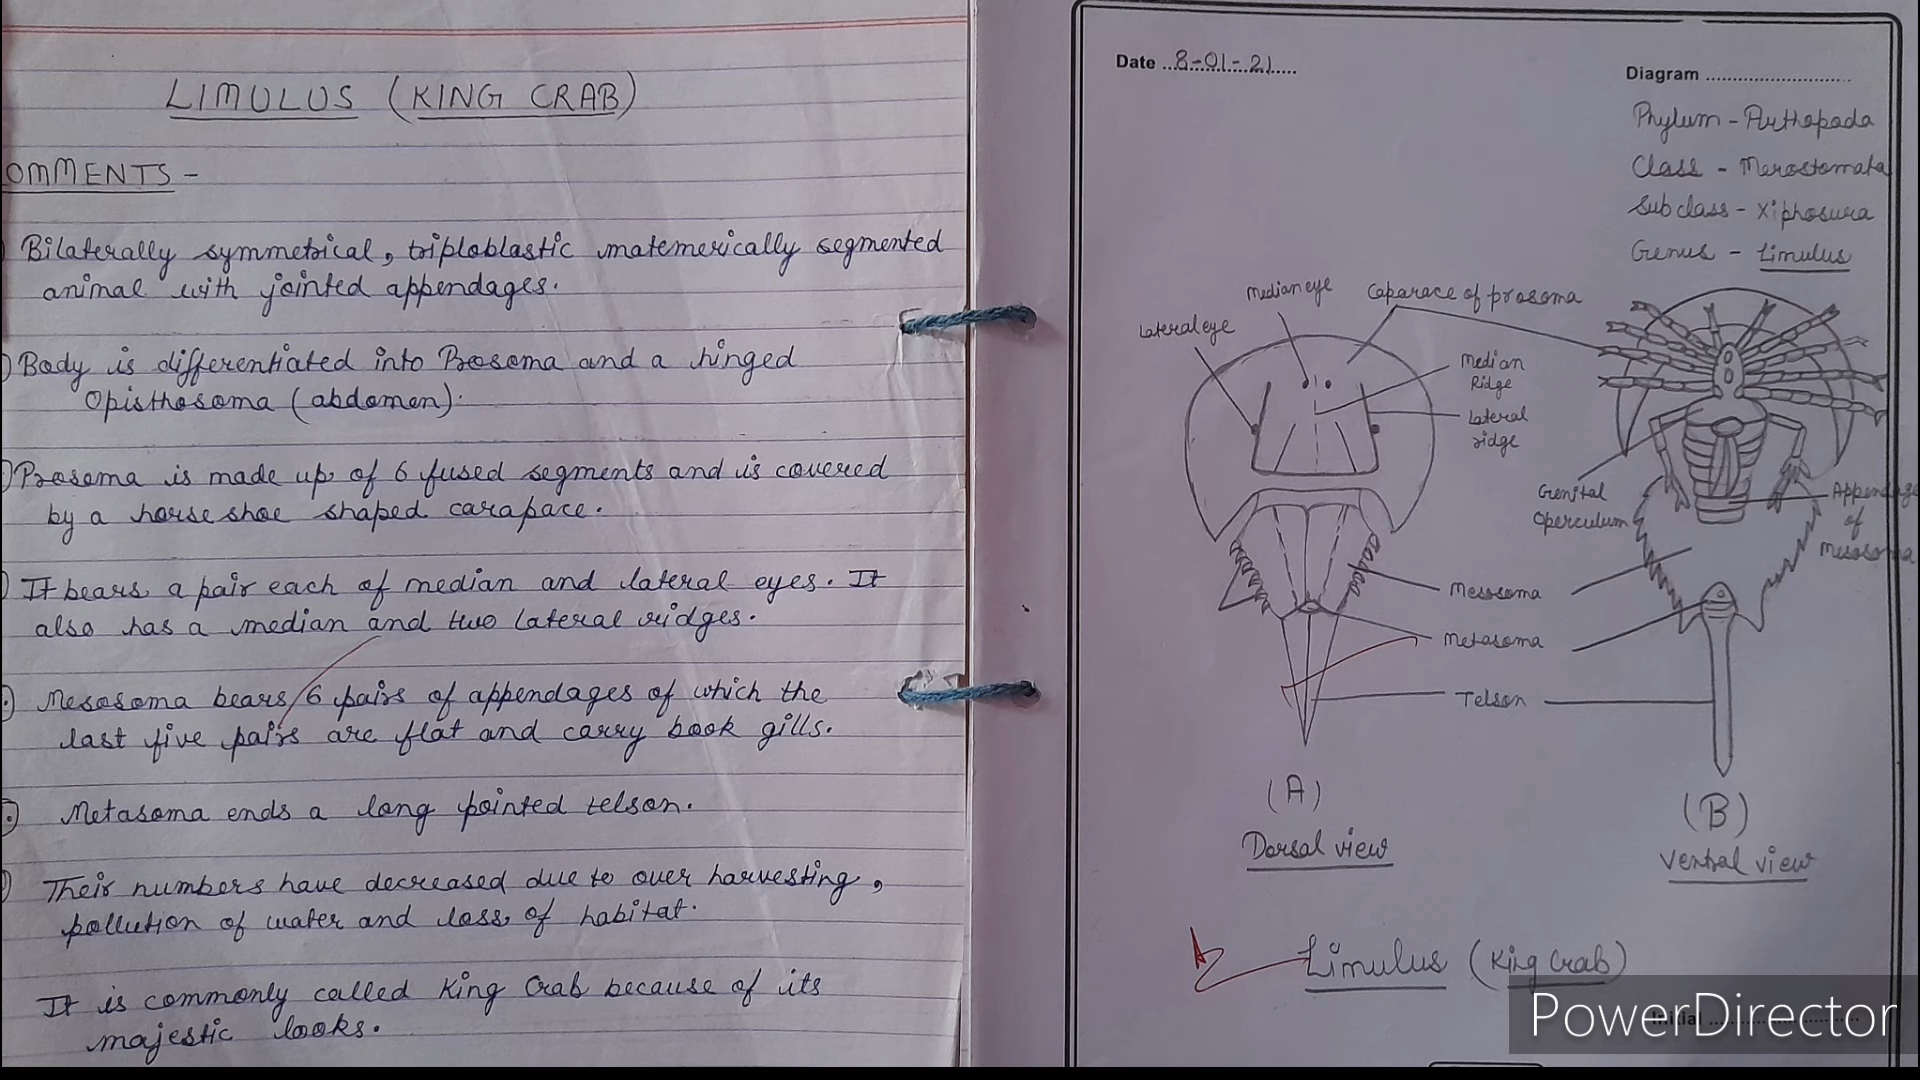 LIMULUS (KING CRAB)
OMMENTS -
Bilaterally symmetrical, triploblastic matemerically segmented
animal with jointed appendages.
Body is differentiated into Prosoma and a hinged
Opisthosoma (abdomen).
Prosoma is made up of 6 fused segments and is covered
by a horse shoe shaped carapace.
It bears a pair each of median and lateral eyes. It
also has a median and two lateral ridges.
Mesosoma bears 6 pairs of appendages of which the
last five pairs are flat and carry book gills.
Metasoma ends a long pointed telson.
Their numbers have decreased due to over harvesting,
pollution of water and loss of habitat.
It is commonly called King Crab because of its
majestic looks.
Date 8-01-21
Diagram
Phylum - Arthopada
Class - Merostomata
Subclass - Xiphosura
Genus - Limulus
Median eye
Caparace of prosoma
Lateral eye
Median
Ridge
Lateral
ridge
Genital
Operculum
Appendage
of
Mesosoma
Mesosoma
Metasoma
Telson
(A)
Dorsal view
(B)
Ventral view
Limulus (King Crab)
Initial
PowerDirector